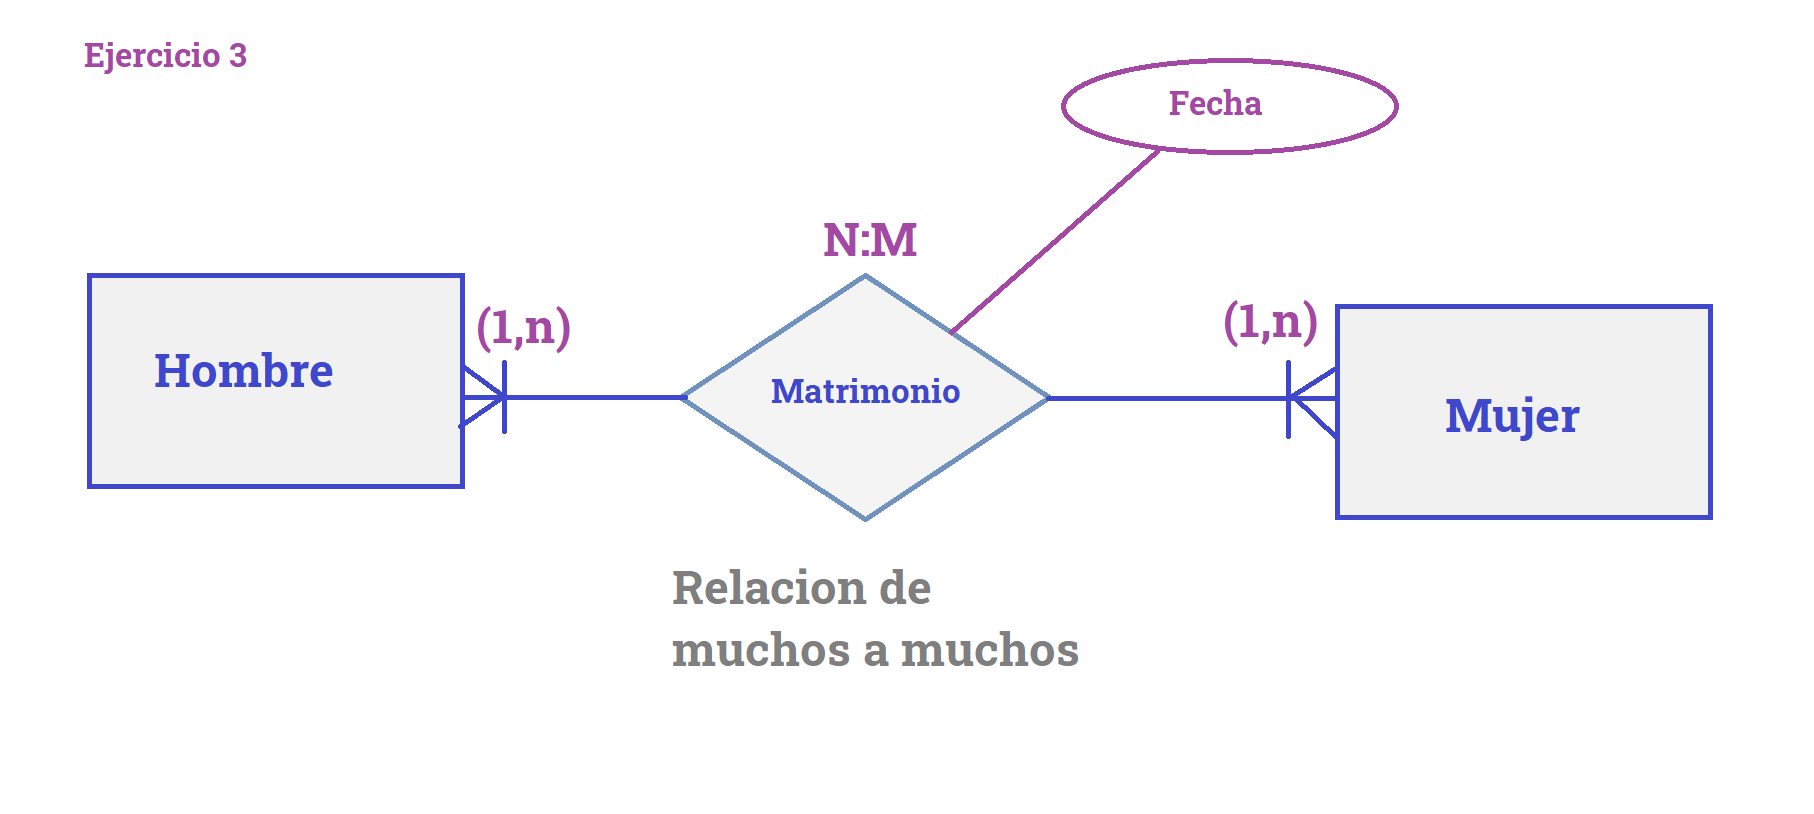 Ejercicio 3
Fecha
N:M
(1,n)
(1,n)
Hombre
Matrimonio
Mujer
Relacion de
muchos a muchos